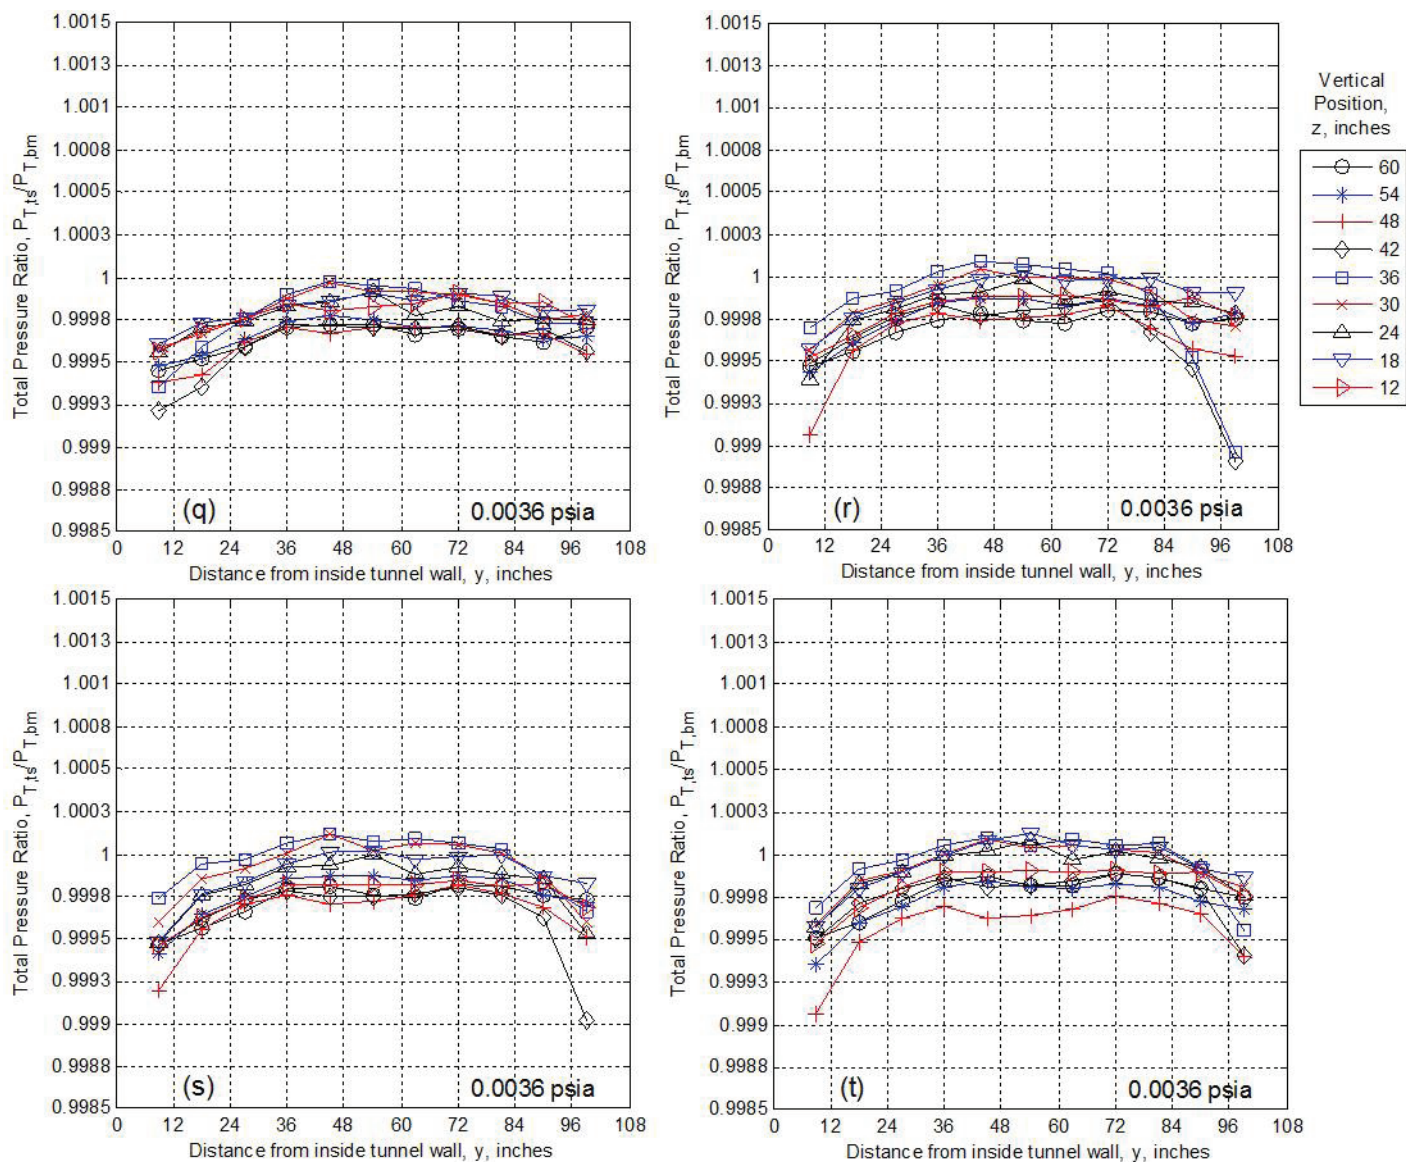 1.0015
1.0013
1.001
1.0008
1.0005
1.0003
1
0.9998
0.9995
0.9993
0.999
0.9988
0.9985
Total Pressure Ratio, P_T,ts/P_T,bm
(q)
0.0036 psia
0 12 24 36 48 60 72 84 96 108
Distance from inside tunnel wall, y, inches
1.0015
1.0013
1.001
1.0008
1.0005
1.0003
1
0.9998
0.9995
0.9993
0.999
0.9988
0.9985
Total Pressure Ratio, P_T,ts/P_T,bm
(r)
0.0036 psia
0 12 24 36 48 60 72 84 96 108
Distance from inside tunnel wall, y, inches
Vertical
Position,
z, inches
60
54
48
42
36
30
24
18
12
1.0015
1.0013
1.001
1.0008
1.0005
1.0003
1
0.9998
0.9995
0.9993
0.999
0.9988
0.9985
Total Pressure Ratio, P_T,ts/P_T,bm
(s)
0.0036 psia
0 12 24 36 48 60 72 84 96 108
Distance from inside tunnel wall, y, inches
1.0015
1.0013
1.001
1.0008
1.0005
1.0003
1
0.9998
0.9995
0.9993
0.999
0.9988
0.9985
Total Pressure Ratio, P_T,ts/P_T,bm
(t)
0.0036 psia
0 12 24 36 48 60 72 84 96 108
Distance from inside tunnel wall, y, inches